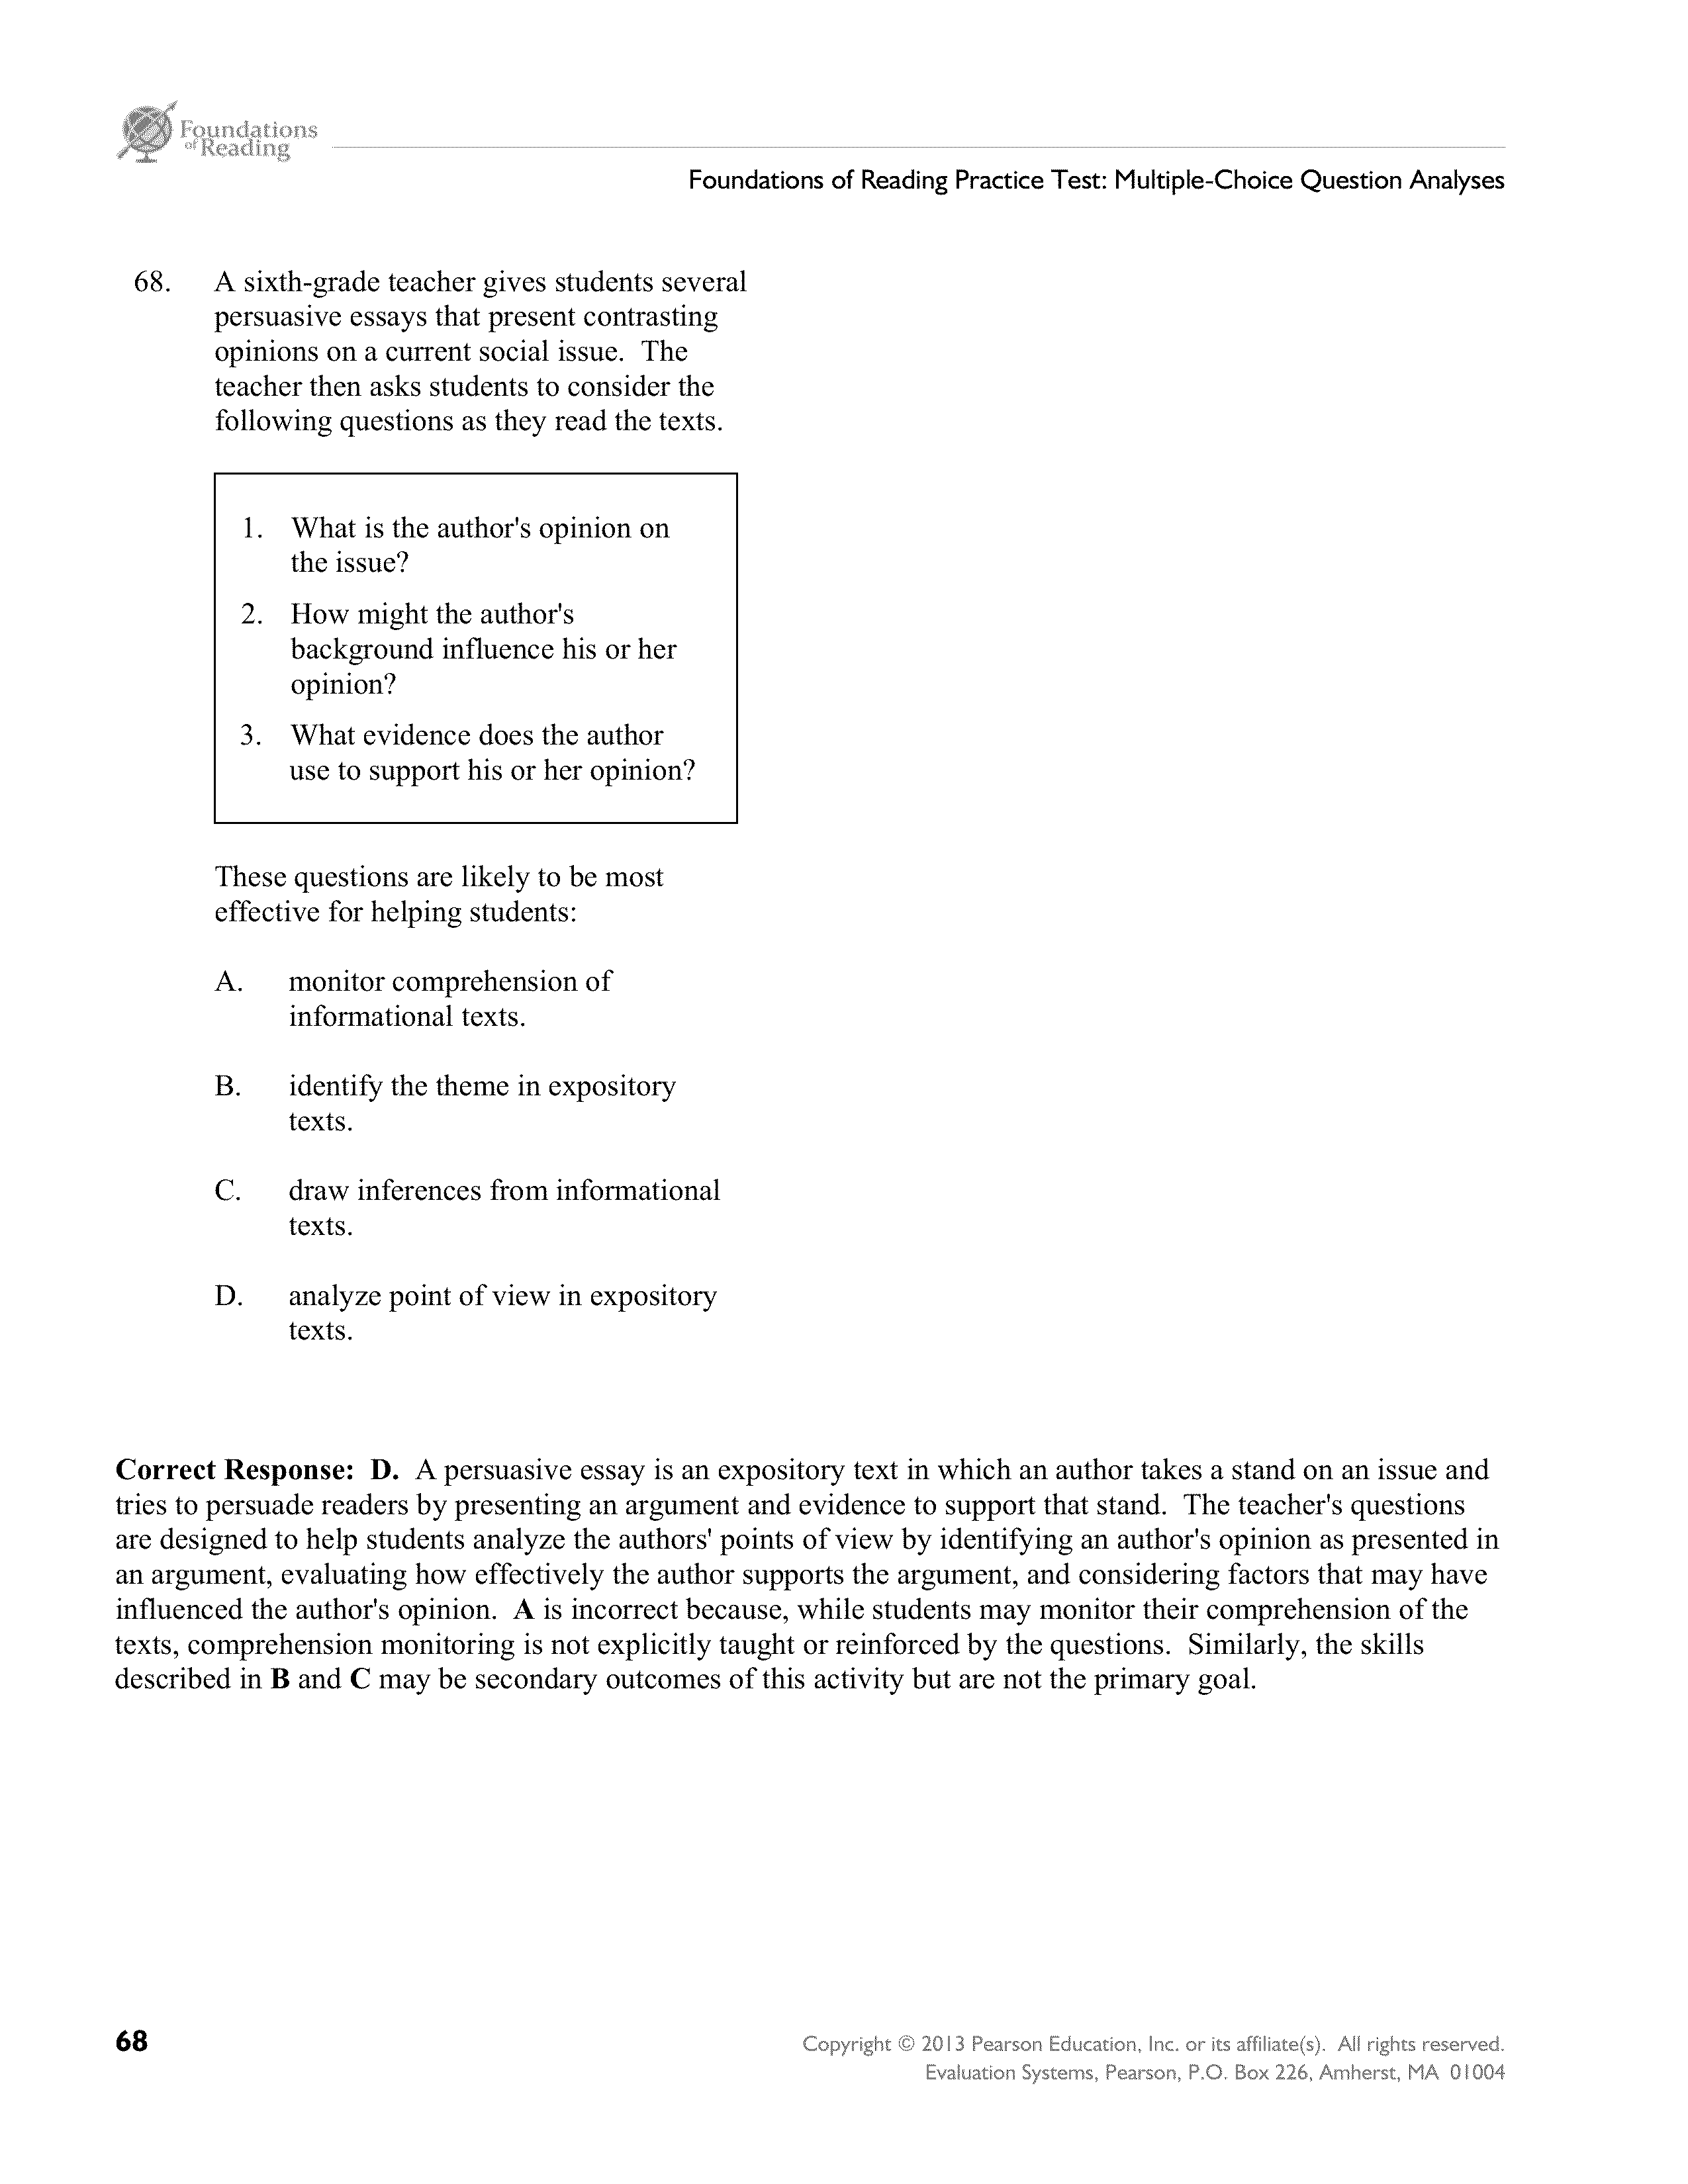 Foundations
of Reading
Foundations of Reading Practice Test: Multiple-Choice Question Analyses
68. A sixth-grade teacher gives students several
persuasive essays that present contrasting
opinions on a current social issue. The
teacher then asks students to consider the
following questions as they read the texts.
1. What is the author's opinion on
the issue?
2. How might the author's
background influence his or her
opinion?
3. What evidence does the author
use to support his or her opinion?
These questions are likely to be most
effective for helping students:
A. monitor comprehension of
informational texts.
B. identify the theme in expository
texts.
C. draw inferences from informational
texts.
D. analyze point of view in expository
texts.
Correct Response: D. A persuasive essay is an expository text in which an author takes a stand on an issue and
tries to persuade readers by presenting an argument and evidence to support that stand. The teacher's questions
are designed to help students analyze the authors' points of view by identifying an author's opinion as presented in
an argument, evaluating how effectively the author supports the argument, and considering factors that may have
influenced the author's opinion. A is incorrect because, while students may monitor their comprehension of the
texts, comprehension monitoring is not explicitly taught or reinforced by the questions. Similarly, the skills
described in B and C may be secondary outcomes of this activity but are not the primary goal.
68
Copyright © 2013 Pearson Education, Inc. or its affiliate(s). All rights reserved.
Evaluation Systems, Pearson, P.O. Box 226, Amherst, MA 01004